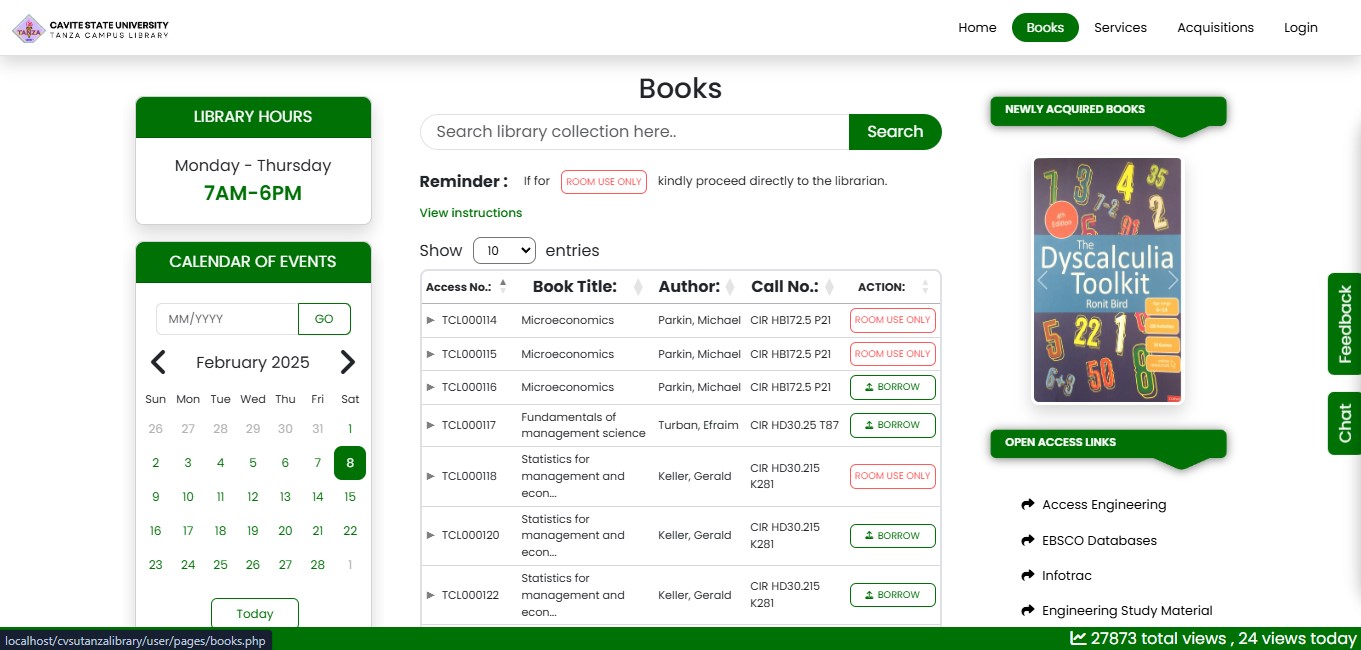 CAVITE STATE UNIVERSITY
TANZA CAMPUS LIBRARY
TANZA
Home
Books
Services
Acquisitions
Login
LIBRARY HOURS
Monday - Thursday
7AM-6PM
CALENDAR OF EVENTS
MM/YYYY
GO
February 2025
Sun Mon Tue Wed Thu Fri Sat
26 27 28 29 30 31 1
2 3 4 5 6 7 8
9 10 11 12 13 14 15
16 17 18 19 20 21 22
23 24 25 26 27 28 1
Today
Books
Search library collection here..
Search
Reminder : If for ROOM USE ONLY kindly proceed directly to the librarian.
View instructions
Show 10 entries
Access No.: Book Title: Author: Call No.: ACTION:
TCL000114 Microeconomics Parkin, Michael CIR HB172.5 P21 ROOM USE ONLY
TCL000115 Microeconomics Parkin, Michael CIR HB172.5 P21 ROOM USE ONLY
TCL000116 Microeconomics Parkin, Michael CIR HB172.5 P21 BORROW
Fundamentals of
TCL000117 management science Turban, Efraim CIR HD30.25 T87 BORROW
Statistics for
management and
econ...
TCL000118 Keller, Gerald CIR HD30.215
K281
ROOM USE ONLY
Statistics for
management and
econ...
TCL000120 Keller, Gerald CIR HD30.215
K281
BORROW
Statistics for
management and
econ...
TCL000122 Keller, Gerald CIR HD30.215
K281
BORROW
NEWLY ACQUIRED BOOKS
4th
Edition
The
Dyscalculia
Toolkit
Ronit Bird
OPEN ACCESS LINKS
Access Engineering
EBSCO Databases
Infotrac
Engineering Study Material
Feedback
Chat
localhost/cvsutanzalibrary/user/pages/books.php
27873 total views , 24 views today